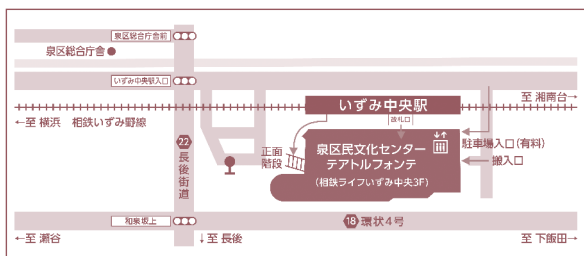 泉区総合庁舎前
泉区総合庁舎
いずみ中央駅入口
至 湘南台→
いずみ中央駅
←至 横浜 相鉄いずみ野線
改札口
22
長後街道
正面
階段
泉区民文化センター
テアトルフォンテ
(相鉄ライフいずみ中央3F)
駐車場入口(有料)
搬入口
和泉坂上
18 環状4号
←至 瀬谷
↓至 長後
至 下飯田→